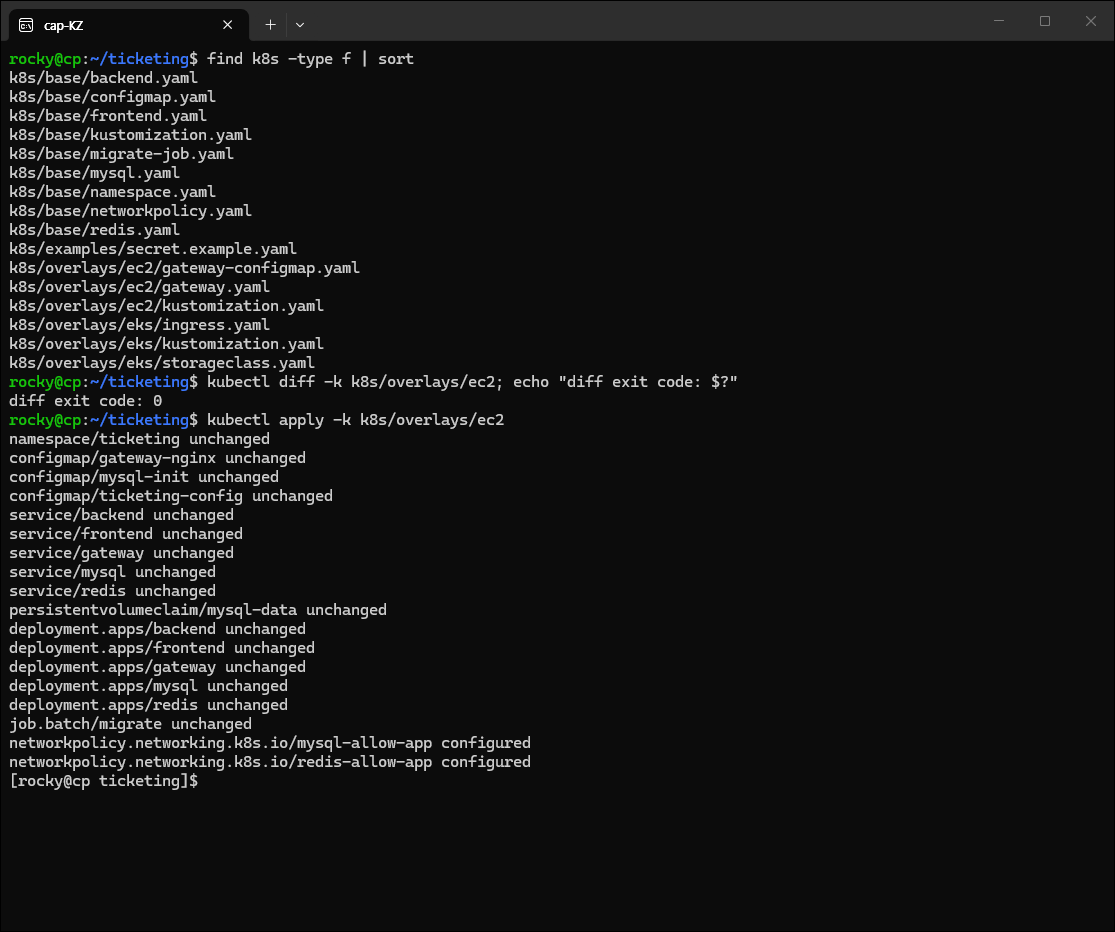 cap-KZ
rocky@cp:~/ticketing$ find k8s -type f | sort
k8s/base/backend.yaml
k8s/base/configmap.yaml
k8s/base/frontend.yaml
k8s/base/kustomization.yaml
k8s/base/migrate-job.yaml
k8s/base/mysql.yaml
k8s/base/namespace.yaml
k8s/base/networkpolicy.yaml
k8s/base/redis.yaml
k8s/examples/secret.example.yaml
k8s/overlays/ec2/gateway-configmap.yaml
k8s/overlays/ec2/gateway.yaml
k8s/overlays/ec2/kustomization.yaml
k8s/overlays/eks/ingress.yaml
k8s/overlays/eks/kustomization.yaml
k8s/overlays/eks/storageclass.yaml
rocky@cp:~/ticketing$ kubectl diff -k k8s/overlays/ec2; echo "diff exit code: $?"
diff exit code: 0
rocky@cp:~/ticketing$ kubectl apply -k k8s/overlays/ec2
namespace/ticketing unchanged
configmap/gateway-nginx unchanged
configmap/mysql-init unchanged
configmap/ticketing-config unchanged
service/backend unchanged
service/frontend unchanged
service/gateway unchanged
service/mysql unchanged
service/redis unchanged
persistentvolumeclaim/mysql-data unchanged
deployment.apps/backend unchanged
deployment.apps/frontend unchanged
deployment.apps/gateway unchanged
deployment.apps/mysql unchanged
deployment.apps/redis unchanged
job.batch/migrate unchanged
networkpolicy.networking.k8s.io/mysql-allow-app configured
networkpolicy.networking.k8s.io/redis-allow-app configured
[rocky@cp ticketing]$